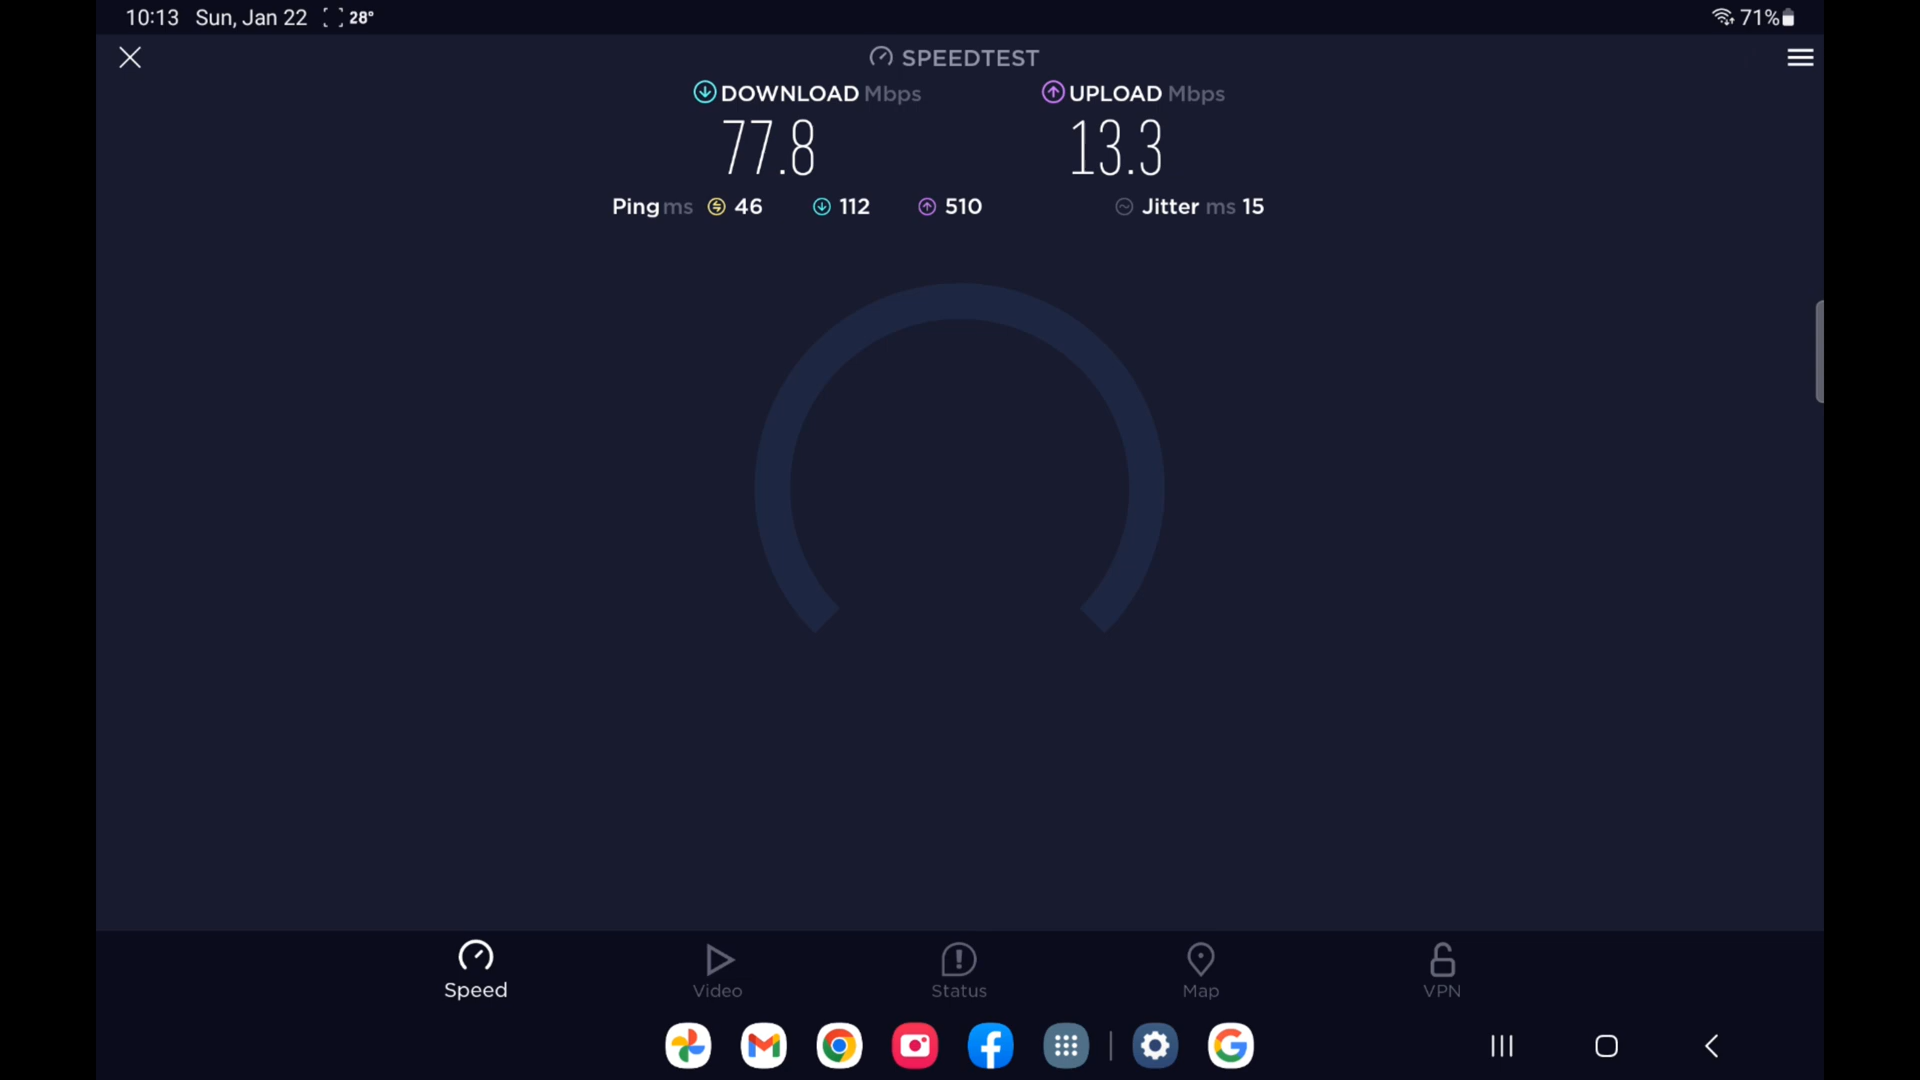 10:13 Sun, Jan 22 28° 71%
SPEEDTEST
DOWNLOAD Mbps UPLOAD Mbps
77.8 13.3
Ping ms 46 112 510 Jitter ms 15
Speed Video Status Map VPN